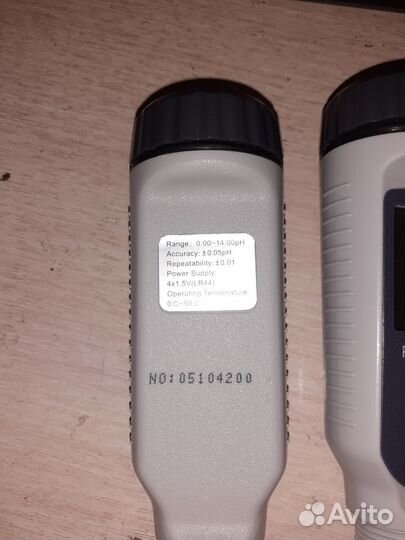 Range: 0.00~14.00pH
Accuracy: ±0.05pH
Repeatability: ±0.01
Power Supply:
4x1.5V(LR44)
Operating Temperature:
0°C~50°C
NO:05104200
Avito